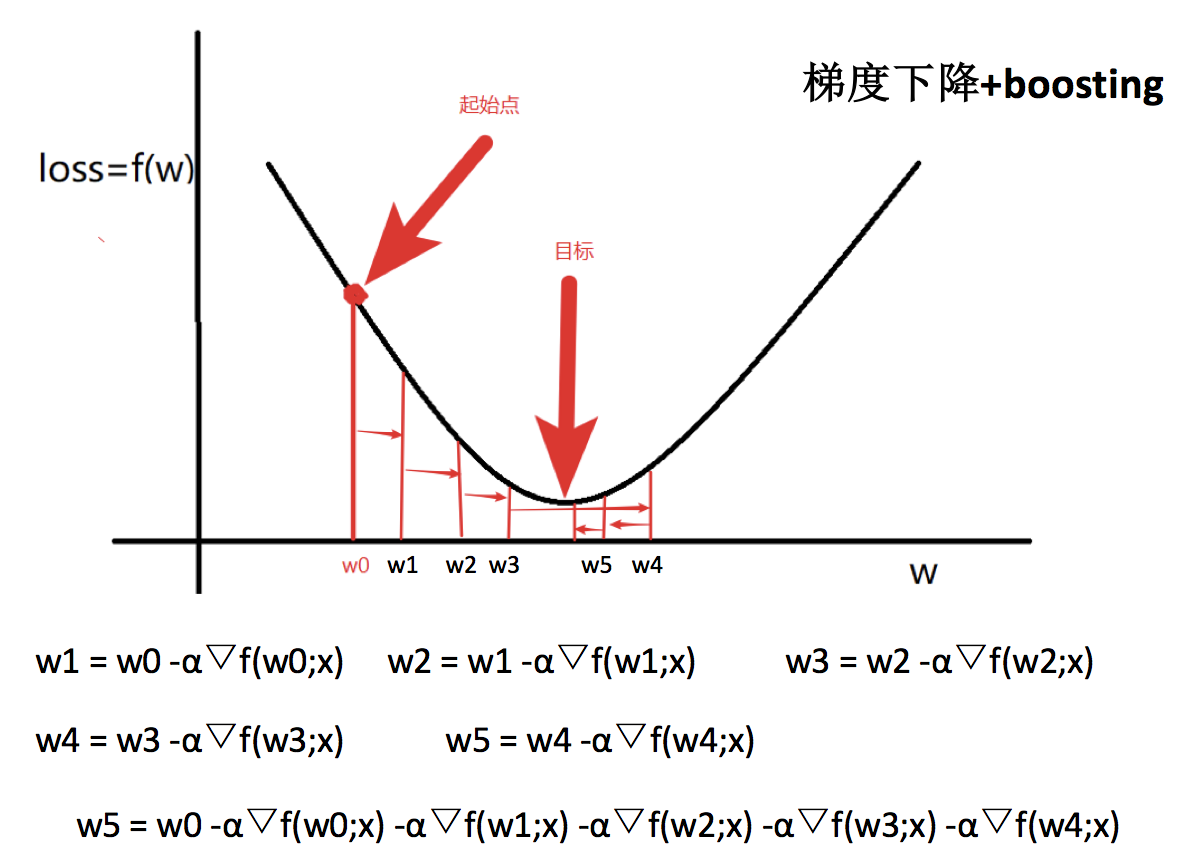 梯度下降+boosting
起始点
loss=f(w)
目标
w0 w1 w2 w3 w5 w4
w
w1 = w0 -α▽f(w0;x) w2 = w1 -α▽f(w1;x) w3 = w2 -α▽f(w2;x)
w4 = w3 -α▽f(w3;x) w5 = w4 -α▽f(w4;x)
w5 = w0 -α▽f(w0;x) -α▽f(w1;x) -α▽f(w2;x) -α▽f(w3;x) -α▽f(w4;x)